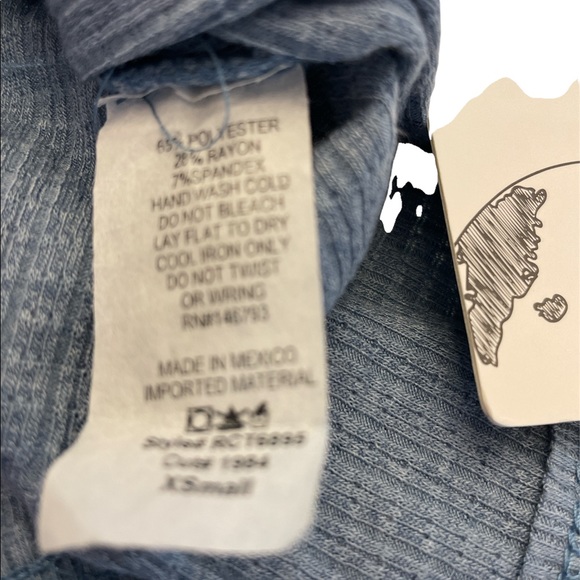 65% POLYESTER
28% RAYON
7% SPANDEX
HAND WASH COLD
DO NOT BLEACH
LAY FLAT TO DRY
COOL IRON ONLY
DO NOT TWIST
OR WRING
RN#146793
MADE IN MEXICO
IMPORTED MATERIAL
XSmall